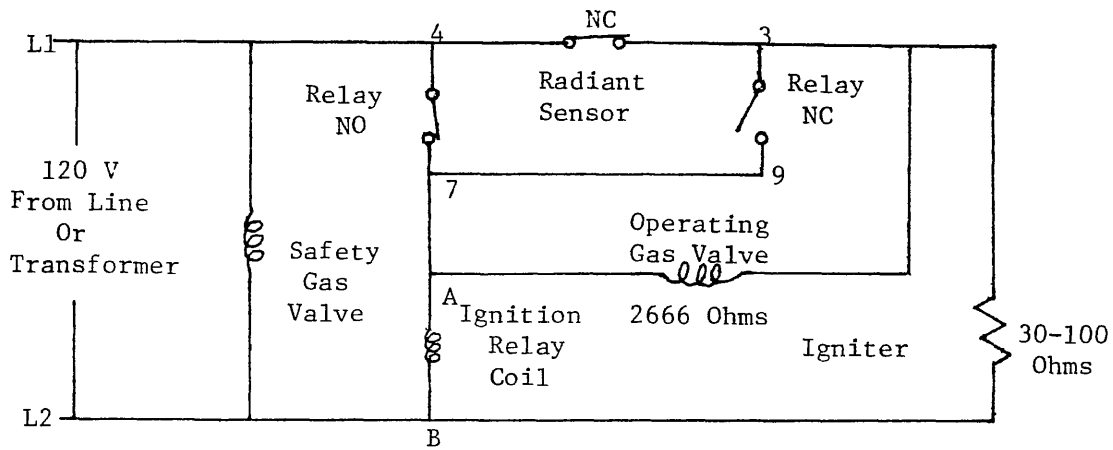 NC
L1
4
3
Relay
NO
Radiant
Sensor
Relay
NC
120 V
From Line
Or
Transformer
7
9
Safety
Gas
Valve
Operating
Gas Valve
2666 Ohms
A
Ignition
Relay
Coil
Igniter
30-100
Ohms
L2
B